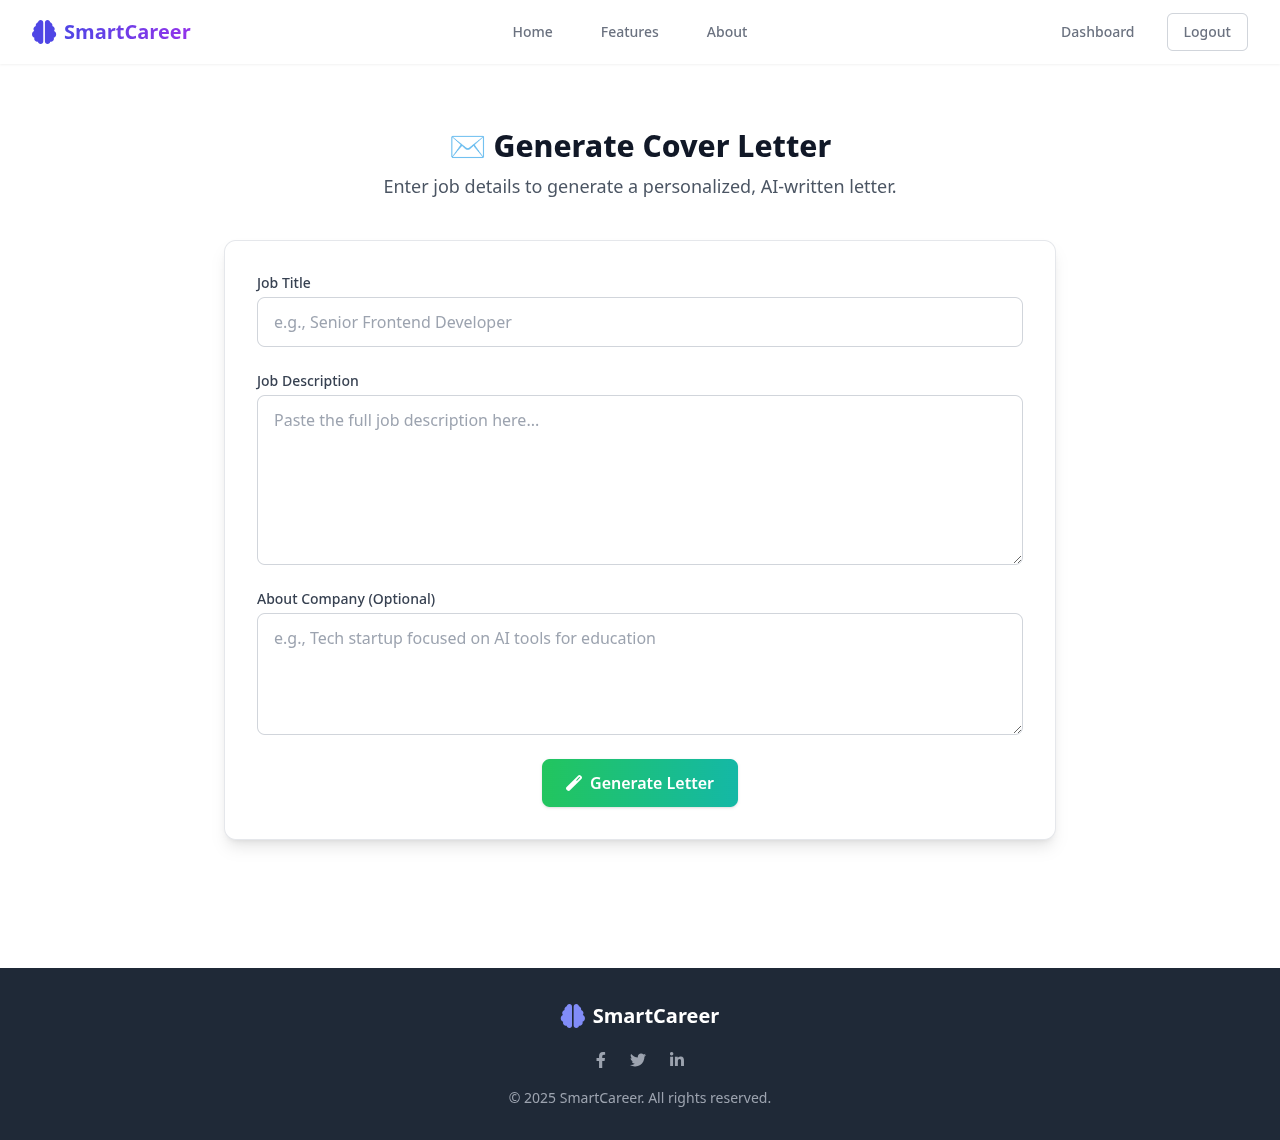 SmartCareer
Home
Features
About
Dashboard
Logout
✉️ Generate Cover Letter
Enter job details to generate a personalized, AI-written letter.
Job Title
e.g., Senior Frontend Developer
Job Description
Paste the full job description here...
About Company (Optional)
e.g., Tech startup focused on AI tools for education
Generate Letter
SmartCareer
© 2025 SmartCareer. All rights reserved.